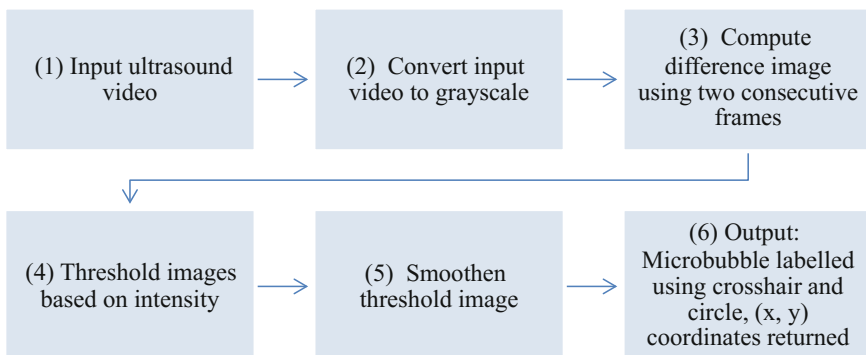 (1) Input ultrasound
video
(2) Convert input
video to grayscale
(3) Compute
difference image
using two consecutive
frames
(4) Threshold images
based on intensity
(5) Smoothen
threshold image
(6) Output:
Microbubble labelled
using crosshair and
circle, (x, y)
coordinates returned